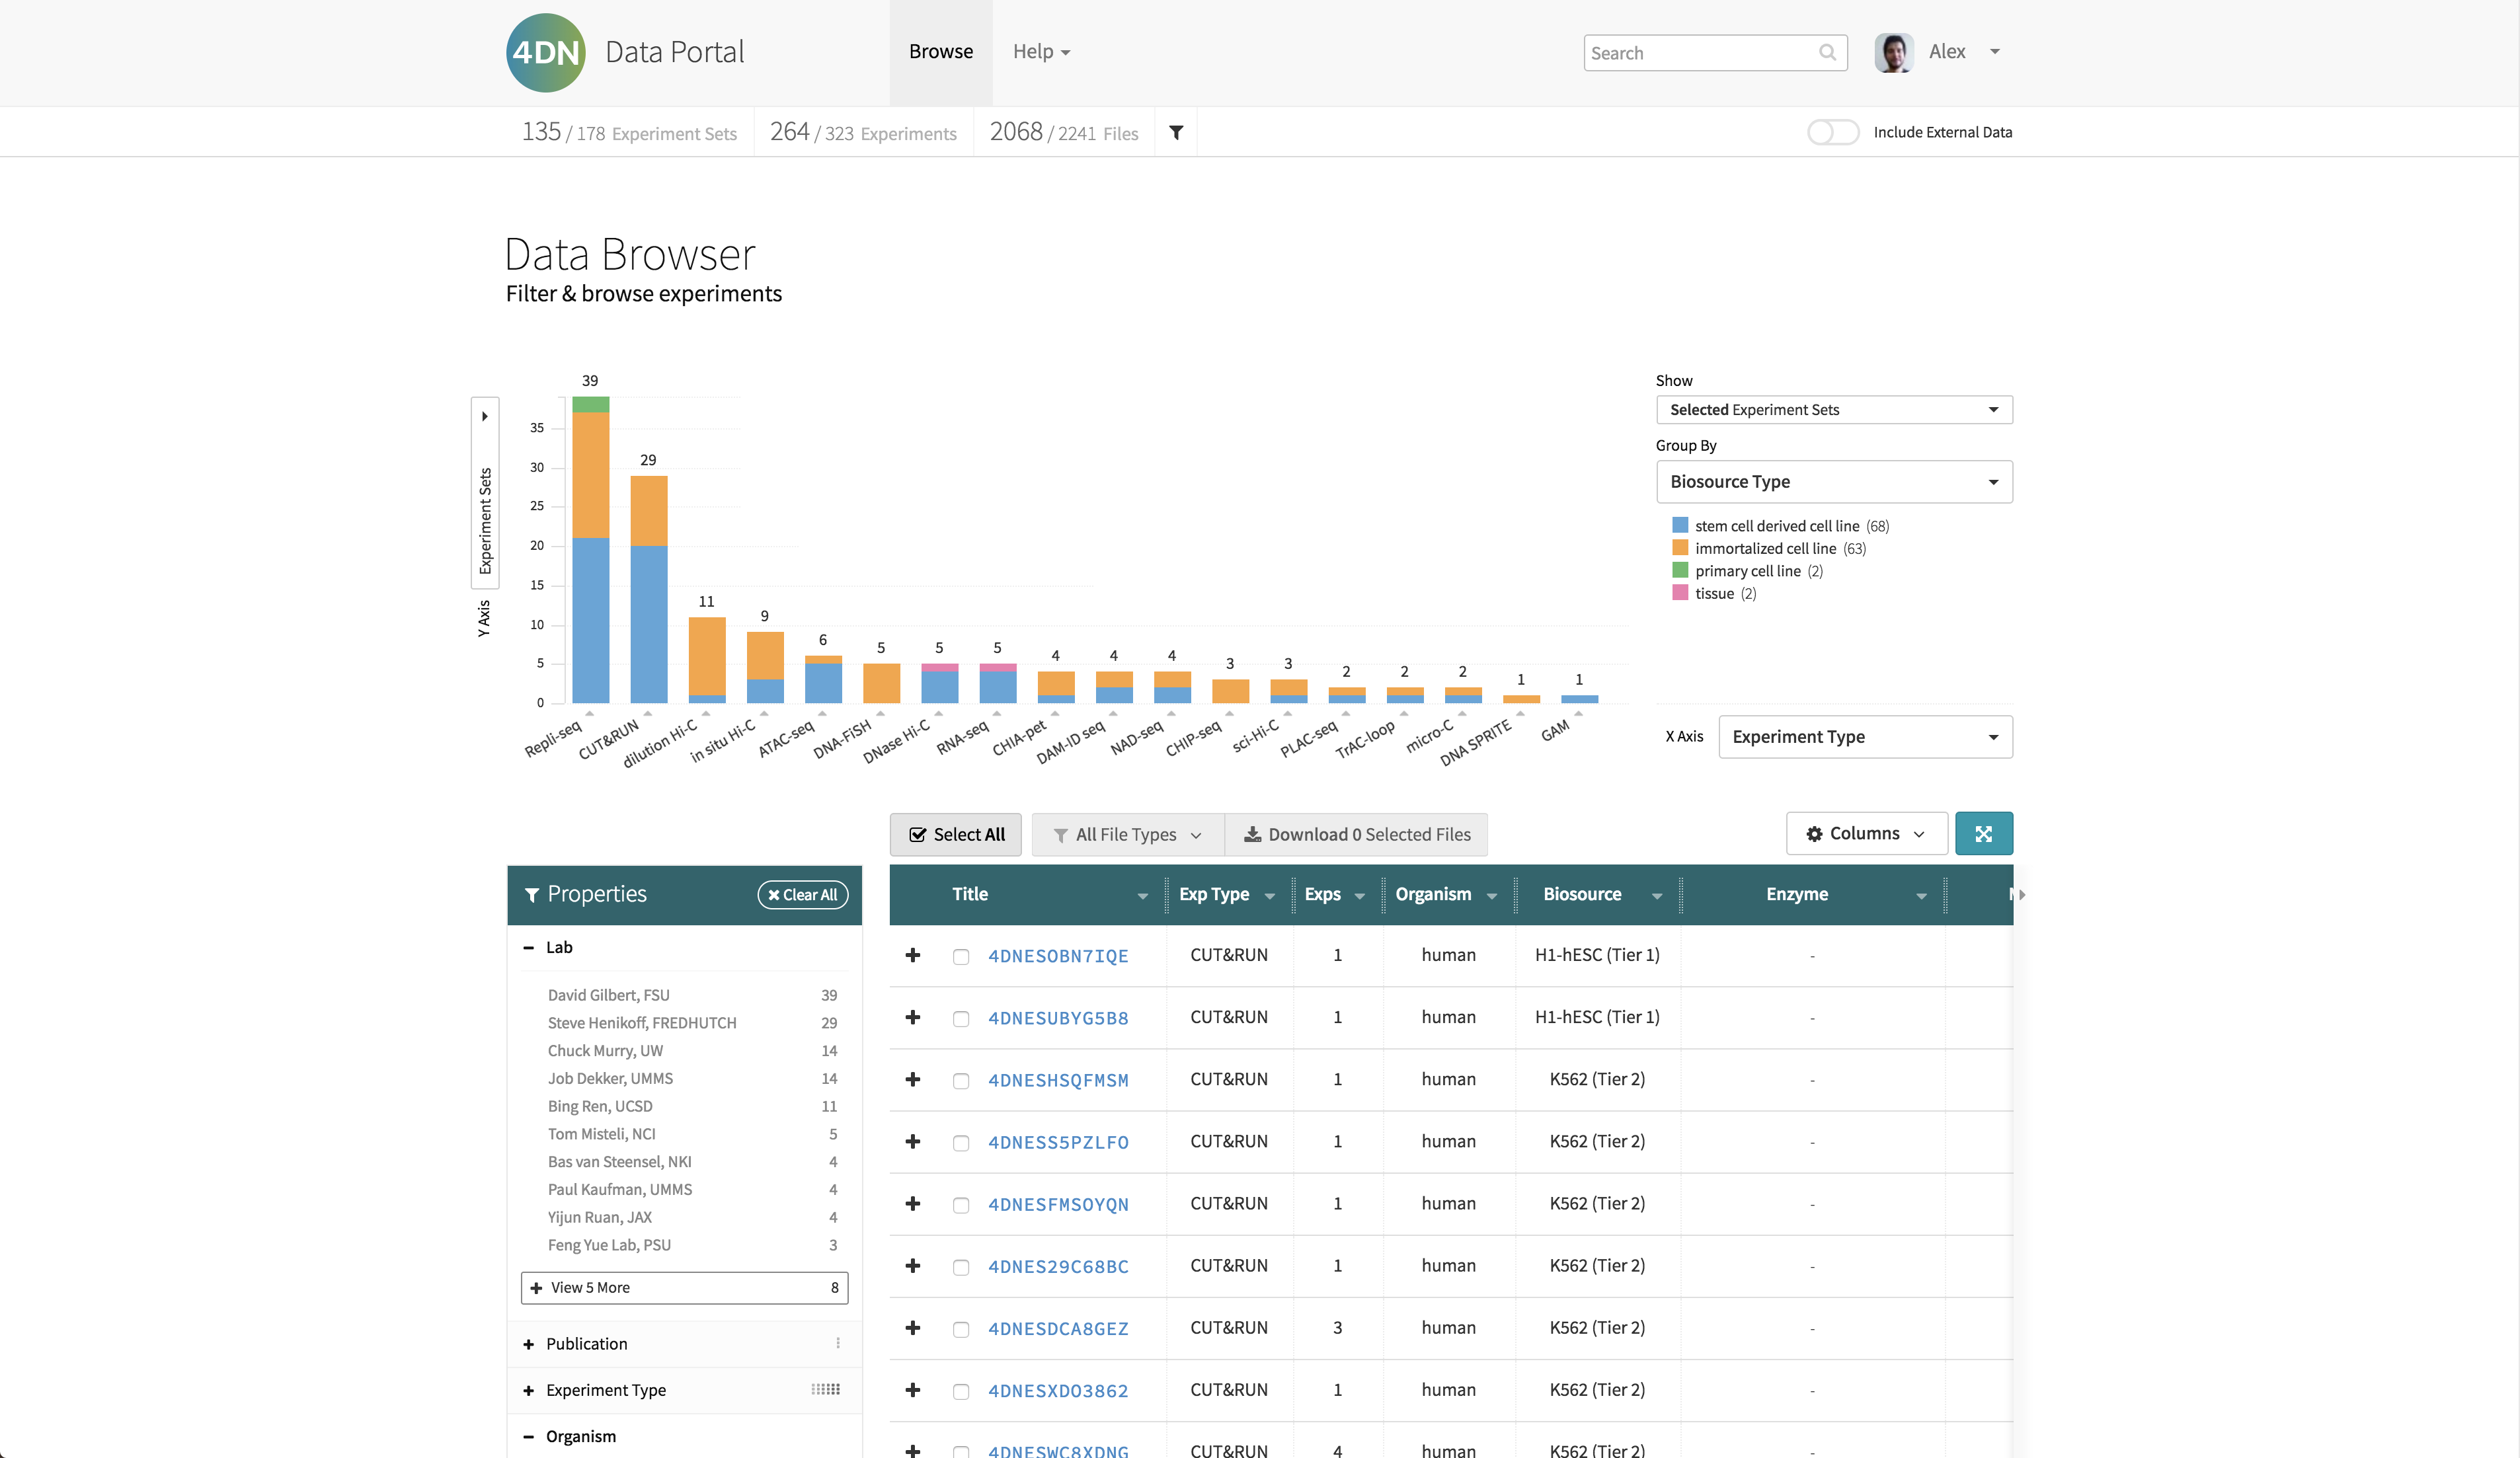 4DN Data Portal Browse Help Search Alex
135 / 178 Experiment Sets 264 / 323 Experiments 2068 / 2241 Files Include External Data
Data Browser
Filter & browse experiments
Y Axis
Experiment Sets
35
30
25
20
15
10
5
0
39
29
11
9
6
5
5
5
4
4
4
3
3
2
2
2
1
1
Repli-seq
CUT&RUN
dilution Hi-C
in situ Hi-C
ATAC-seq
DNA-FiSH
DNase Hi-C
RNA-seq
CHIA-pet
DAM-ID seq
NAD-seq
CHIP-seq
sci-Hi-C
PLAC-seq
TrAC-loop
micro-C
DNA SPRITE
GAM
Show
Selected Experiment Sets
Group By
Biosource Type
stem cell derived cell line (68)
immortalized cell line (63)
primary cell line (2)
tissue (2)
X Axis Experiment Type
Select All All File Types Download 0 Selected Files Columns
Properties Clear All
Lab
David Gilbert, FSU 39
Steve Henikoff, FREDHUTCH 29
Chuck Murry, UW 14
Job Dekker, UMMS 14
Bing Ren, UCSD 11
Tom Misteli, NCI 5
Bas van Steensel, NKI 4
Paul Kaufman, UMMS 4
Yijun Ruan, JAX 4
Feng Yue Lab, PSU 3
View 5 More 8
Publication
Experiment Type
Organism
Title Exp Type Exps Organism Biosource Enzyme
4DNESOBN7IQE CUT&RUN 1 human H1-hESC (Tier 1) -
4DNESUBYG5B8 CUT&RUN 1 human H1-hESC (Tier 1) -
4DNESHSQFMSM CUT&RUN 1 human K562 (Tier 2) -
4DNESS5PZLFO CUT&RUN 1 human K562 (Tier 2) -
4DNESFMSOYQN CUT&RUN 1 human K562 (Tier 2) -
4DNES29C68BC CUT&RUN 1 human K562 (Tier 2) -
4DNESDCA8GEZ CUT&RUN 3 human K562 (Tier 2) -
4DNESXDO3862 CUT&RUN 1 human K562 (Tier 2) -
4DNESWC8XDNG CUT&RUN 4 human K562 (Tier 2) -